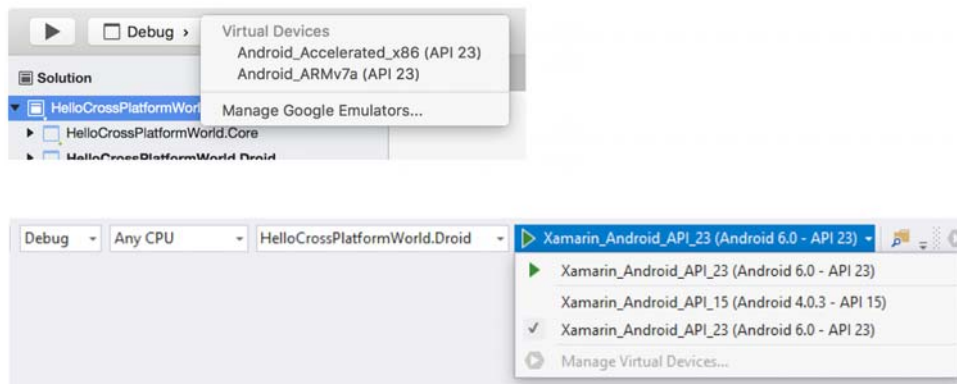 Debug ›
Virtual Devices
Android_Accelerated_x86 (API 23)
Android_ARMv7a (API 23)
Manage Google Emulators...
Solution
HelloCrossPlatformWorl
HelloCrossPlatformWorld.Core
HelloCrossPlatformWorld.Droid
Debug
Any CPU
HelloCrossPlatformWorld.Droid
Xamarin_Android_API_23 (Android 6.0 - API 23)
Xamarin_Android_API_23 (Android 6.0 - API 23)
Xamarin_Android_API_15 (Android 4.0.3 - API 15)
Xamarin_Android_API_23 (Android 6.0 - API 23)
Manage Virtual Devices...